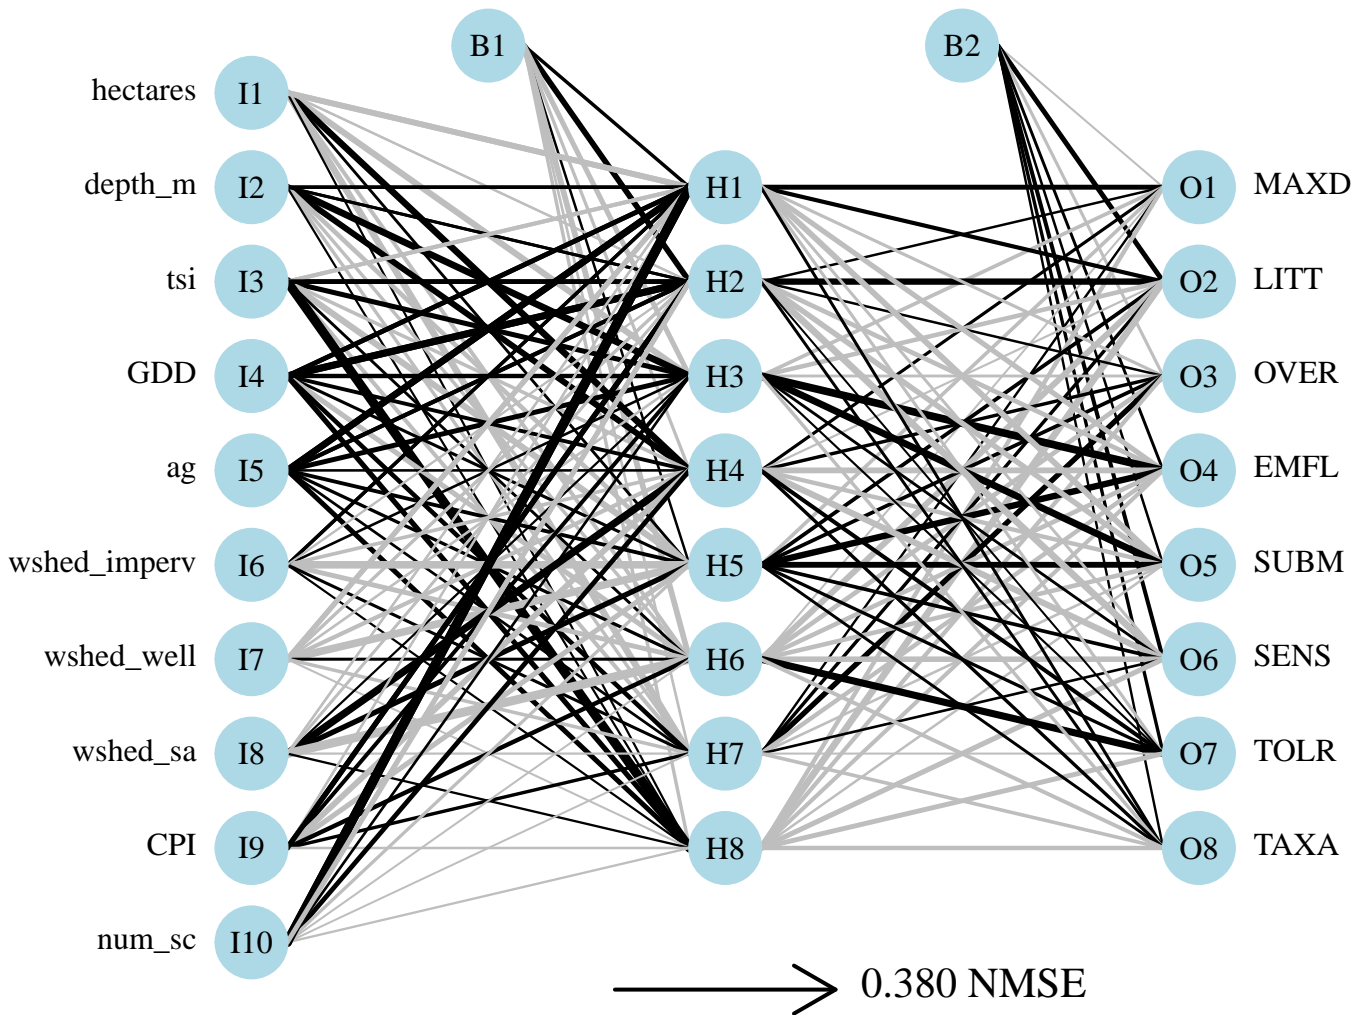 B1
B2
hectares I1
depth_m I2 H1 O1 MAXD
tsi I3 H2 O2 LITT
GDD I4 H3 O3 OVER
ag I5 H4 O4 EMFL
wshed_imperv I6 H5 O5 SUBM
wshed_well I7 H6 O6 SENS
wshed_sa I8 H7 O7 TOLR
CPI I9 H8 O8 TAXA
num_sc I10
0.380 NMSE